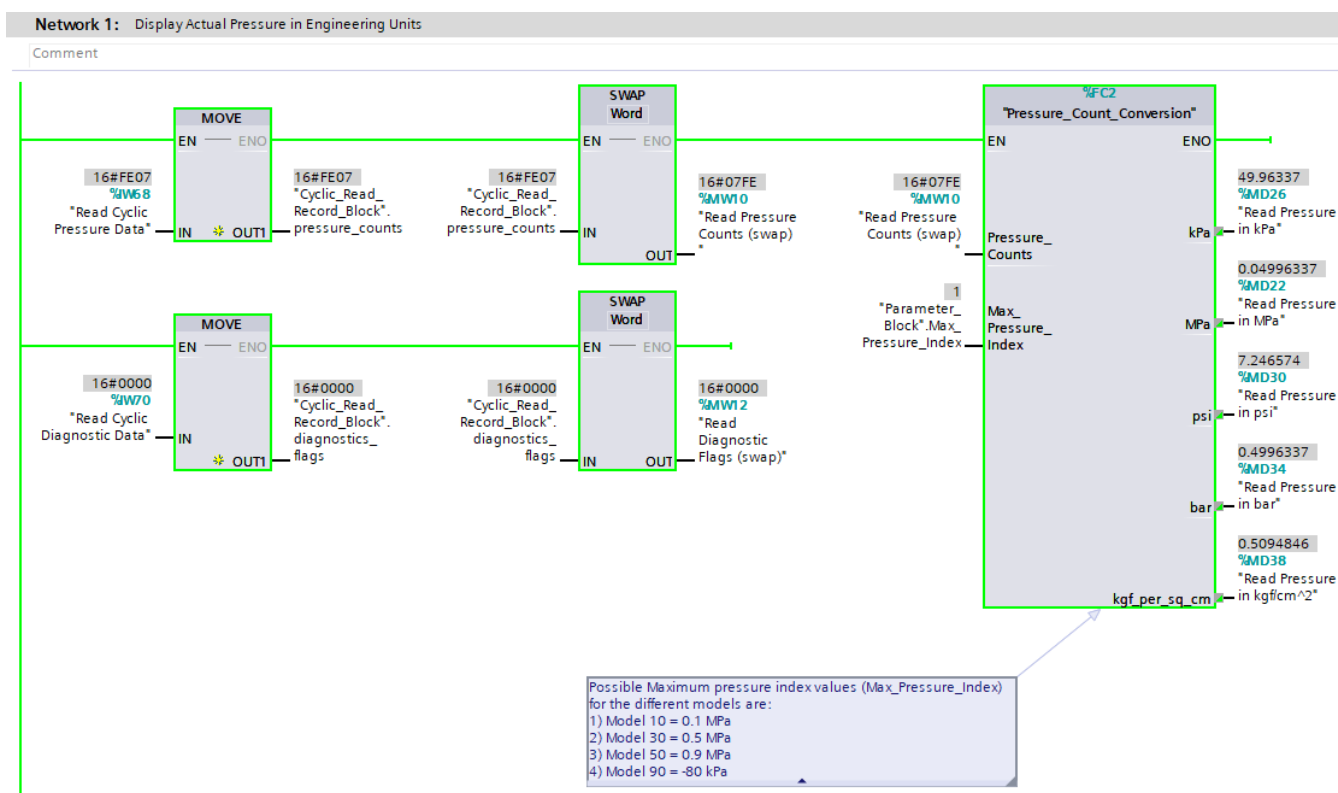 Network 1: Display Actual Pressure in Engineering Units
Comment
MOVE
EN ENO
16#FE07
%IW68
"Read Cyclic
Pressure Data"
IN OUT1
16#FE07
"Cyclic_Read_
Record_Block".
pressure_counts
SWAP
Word
EN ENO
16#FE07
"Cyclic_Read_
Record_Block".
pressure_counts
IN
OUT
16#07FE
%MW10
"Read Pressure
Counts (swap)
"
%FC2
"Pressure_Count_Conversion"
EN ENO
16#07FE
%MW10
"Read Pressure
Counts (swap)
"
Pressure_
Counts
1
"Parameter_
Block".Max_
Pressure_Index
Max_
Pressure_
Index
kPa
49.96337
%MD26
"Read Pressure
in kPa"
MPa
0.04996337
%MD22
"Read Pressure
in MPa"
psi
7.246574
%MD30
"Read Pressure
in psi"
bar
0.4996337
%MD34
"Read Pressure
in bar"
kgf_per_sq_cm
0.5094846
%MD38
"Read Pressure
in kgf/cm^2"
MOVE
EN ENO
16#0000
%IW70
"Read Cyclic
Diagnostic Data"
IN
OUT1
16#0000
"Cyclic_Read_
Record_Block".
diagnostics_
flags
SWAP
Word
EN ENO
16#0000
"Cyclic_Read_
Record_Block".
diagnostics_
flags
IN OUT
16#0000
%MW12
"Read
Diagnostic
Flags (swap)"
Possible Maximum pressure index values (Max_Pressure_Index)
for the different models are:
1) Model 10 = 0.1 MPa
2) Model 30 = 0.5 MPa
3) Model 50 = 0.9 MPa
4) Model 90 = -80 kPa